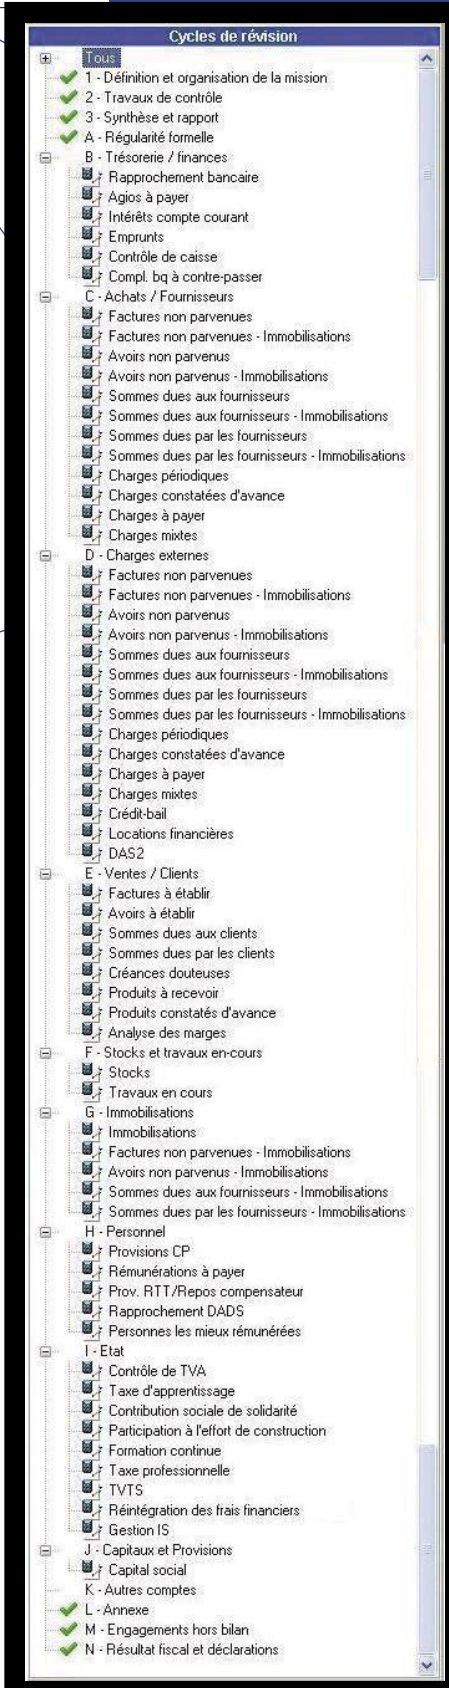 Cycles de révision
Tous
1 - Définition et organisation de la mission
2 - Travaux de contrôle
3 - Synthèse et rapport
A - Régularité formelle
B - Trésorerie / finances
Rapprochement bancaire
Agios à payer
Intérêts compte courant
Emprunts
Contrôle de caisse
Compl. bq à contre-passer
C - Achats / Fournisseurs
Factures non parvenues
Factures non parvenues - Immobilisations
Avoirs non parvenus
Avoirs non parvenus - Immobilisations
Sommes dues aux fournisseurs
Sommes dues aux fournisseurs - Immobilisations
Sommes dues par les fournisseurs
Sommes dues par les fournisseurs - Immobilisations
Charges périodiques
Charges constatées d'avance
Charges à payer
Charges mixtes
D - Charges externes
Factures non parvenues
Factures non parvenues - Immobilisations
Avoirs non parvenus
Avoirs non parvenus - Immobilisations
Sommes dues aux fournisseurs
Sommes dues aux fournisseurs - Immobilisations
Sommes dues par les fournisseurs
Sommes dues par les fournisseurs - Immobilisations
Charges périodiques
Charges constatées d'avance
Charges à payer
Charges mixtes
Crédit-bail
Locations financières
DAS2
E - Ventes / Clients
Factures à établir
Avoirs à établir
Sommes dues aux clients
Sommes dues par les clients
Créances douteuses
Produits à recevoir
Produits constatés d'avance
Analyse des marges
F - Stocks et travaux en-cours
Stocks
Travaux en cours
G - Immobilisations
Immobilisations
Factures non parvenues - Immobilisations
Avoirs non parvenus - Immobilisations
Sommes dues aux fournisseurs - Immobilisations
Sommes dues par les fournisseurs - Immobilisations
H - Personnel
Provisions CP
Rémunérations à payer
Prov. RTT/Repos compensateur
Rapprochement DADS
Personnes les mieux rémunérées
I - Etat
Contrôle de TVA
Taxe d'apprentissage
Contribution sociale de solidarité
Participation à l'effort de construction
Formation continue
Taxe professionnelle
TVTS
Réintégration des frais financiers
Gestion IS
J - Capitaux et Provisions
Capital social
K - Autres comptes
L - Annexe
M - Engagements hors bilan
N - Résultat fiscal et déclarations